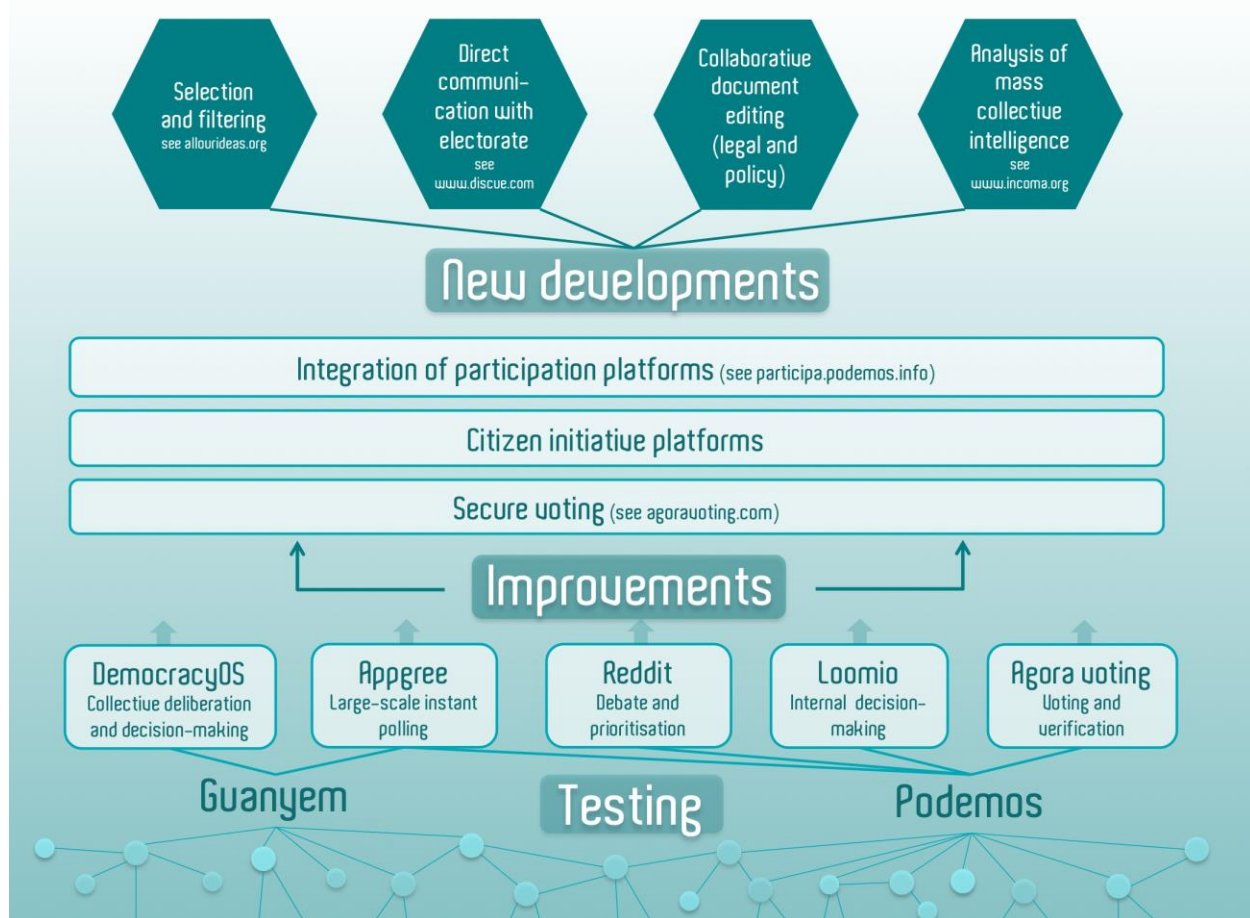 Selection
and filtering
see allourideas.org
Direct
communi-
cation with
electorate
see
www.discue.com
Collaborative
document
editing
(legal and
policy)
Analysis of
mass
collective
intelligence
see
www.incoma.org
New developments
Integration of participation platforms (see participa.podemos.info)
Citizen initiative platforms
Secure voting (see agoravoting.com)
Improvements
DemocracyOS
Collective deliberation
and decision-making
Appgree
Large-scale instant
polling
Reddit
Debate and
prioritisation
Loomio
Internal decision-
making
Agora voting
Voting and
verification
Guanyem
Testing
Podemos